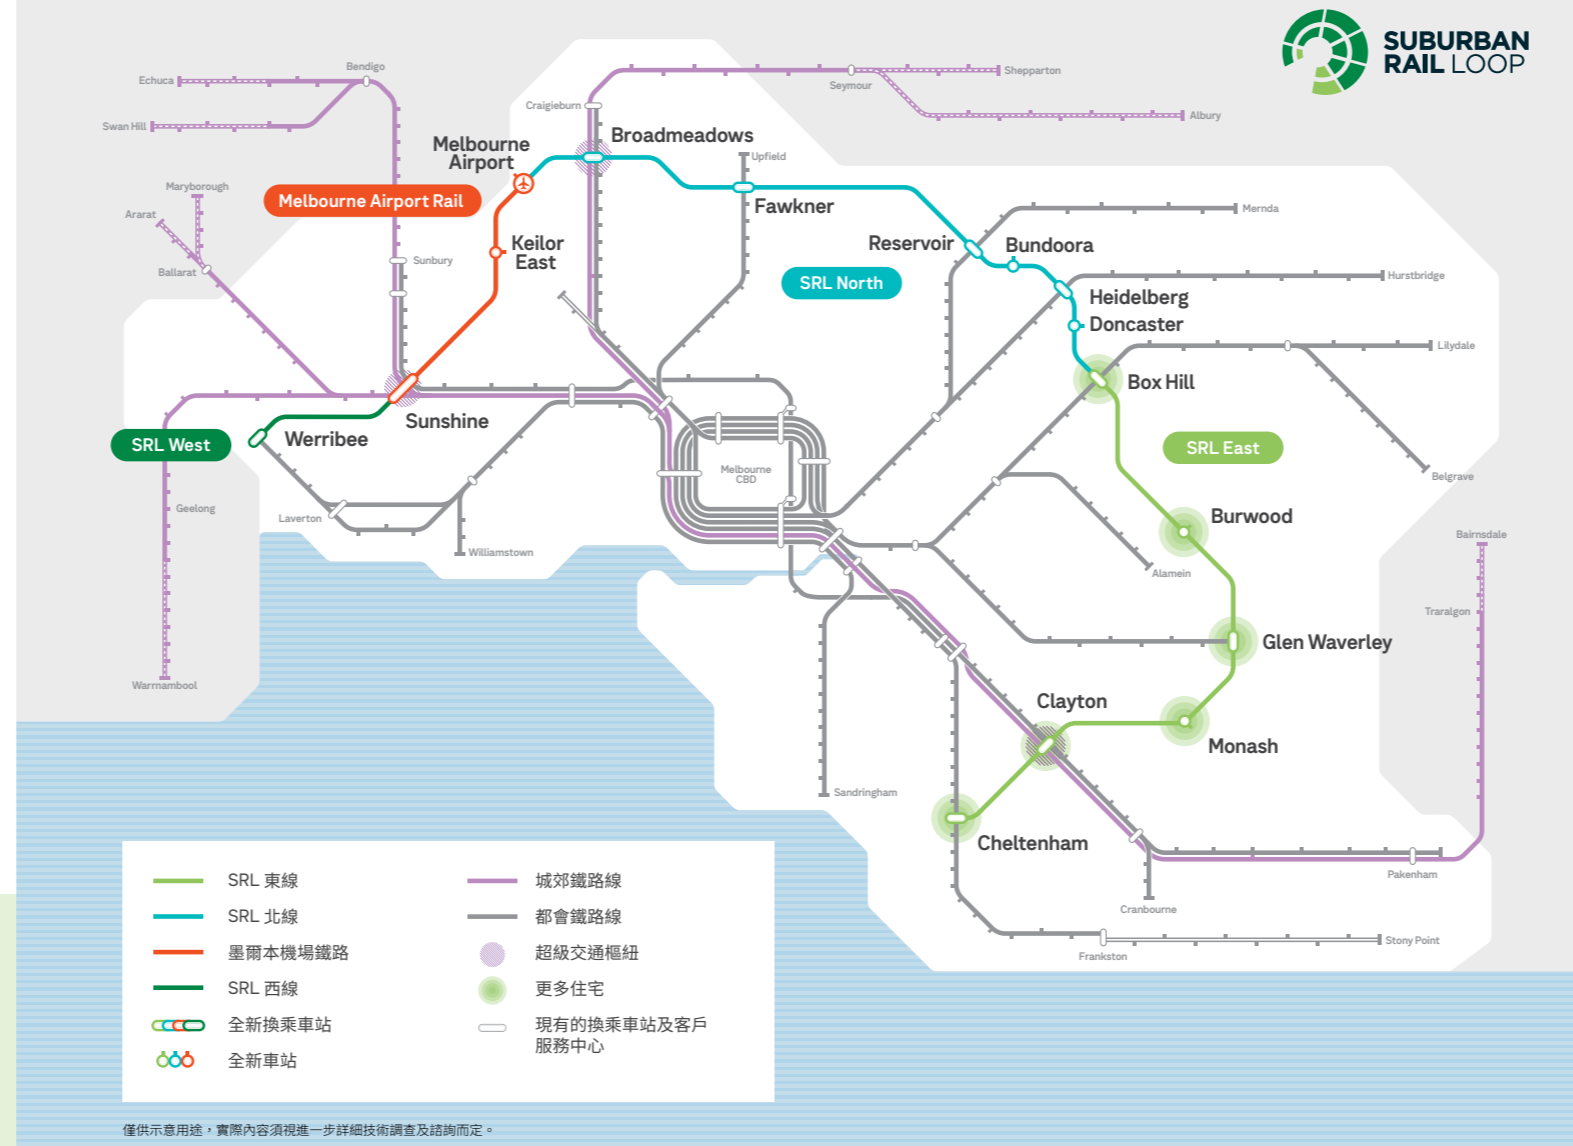 SUBURBAN
RAIL LOOP
Echuca
Bendigo
Swan Hill
Craigieburn
Seymour
Shepparton
Albury
Melbourne
Airport
Broadmeadows
Upfield
Maryborough
Melbourne Airport Rail
Ararat
Fawkner
Mernda
Keilor
East
Reservoir
Bundoora
Ballarat
Sunbury
SRL North
Hurstbridge
Heidelberg
Doncaster
Lilydale
Box Hill
Sunshine
SRL West
Werribee
SRL East
Melbourne
CBD
Belgrave
Geelong
Laverton
Burwood
Williamstown
Bairnsdale
Alamein
Traralgon
Glen Waverley
Warrnambool
Clayton
Monash
Sandringham
Cheltenham
Pakenham
Cranbourne
Stony Point
Frankston
SRL 東線
SRL 北線
墨爾本機場鐵路
SRL 西線
全新換乘車站
全新車站
城郊鐵路線
都會鐵路線
超級交通樞紐
更多住宅
現有的換乘車站及客戶
服務中心
僅供示意用途，實際內容須視進一步詳細技術調查及諮詢而定。